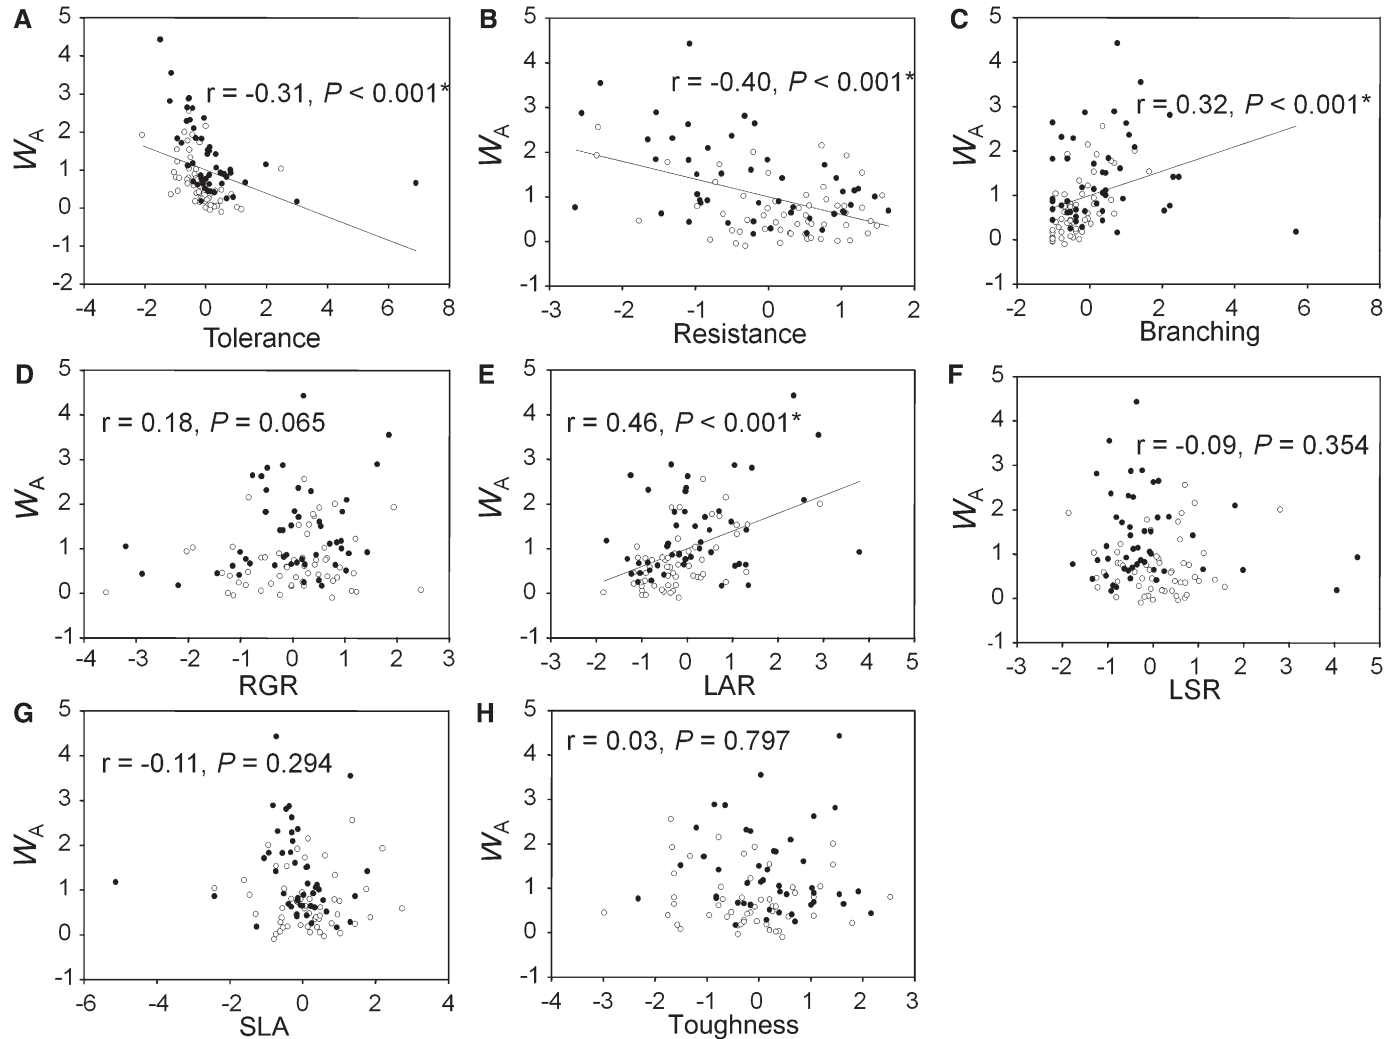 A
5
4
3
2
1
0
-1
-2
W_A
r = -0.31, P < 0.001*
-4 -2 0 2 4 6 8
Tolerance
B
5
4
3
2
1
0
-1
W_A
r = -0.40, P < 0.001*
-3 -2 -1 0 1 2
Resistance
C
5
4
3
2
1
0
-1
W_A
r = 0.32, P < 0.001*
-2 0 2 4 6 8
Branching
D
5
4
3
2
1
0
-1
W_A
r = 0.18, P = 0.065
-4 -3 -2 -1 0 1 2 3
RGR
E
5
4
3
2
1
0
-1
W_A
r = 0.46, P < 0.001*
-3 -2 -1 0 1 2 3 4 5
LAR
F
5
4
3
2
1
0
-1
W_A
r = -0.09, P = 0.354
-3 -2 -1 0 1 2 3 4 5
LSR
G
5
4
3
2
1
0
-1
W_A
r = -0.11, P = 0.294
-6 -4 -2 0 2 4
SLA
H
5
4
3
2
1
0
-1
W_A
r = 0.03, P = 0.797
-4 -3 -2 -1 0 1 2 3
Toughness